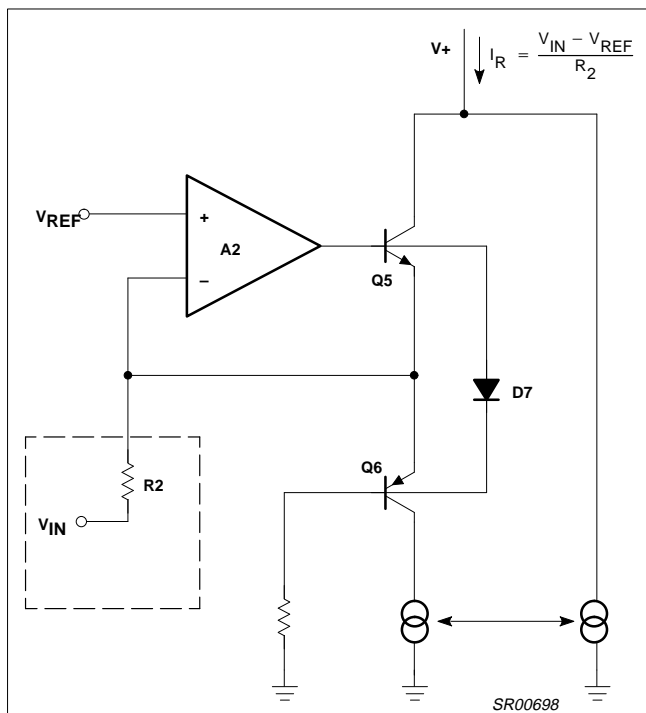 V+
I_R = (V_IN − V_REF) / R_2
V_REF
+
A2
−
Q5
D7
Q6
R2
V_IN
SR00698